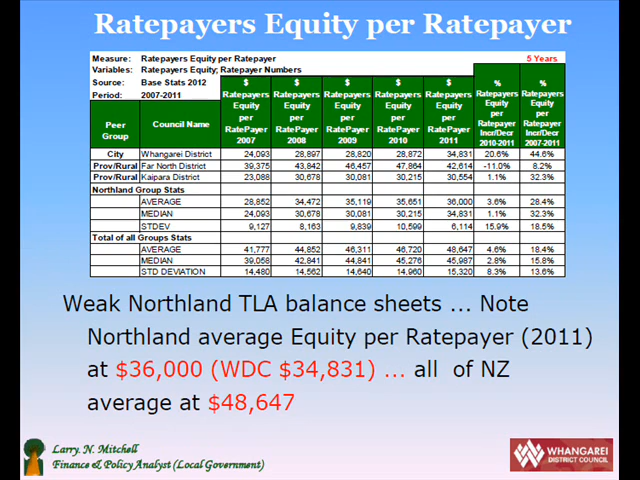 Ratepayers Equity per Ratepayer
Measure: Ratepayers Equity per Ratepayer 5 Years
Variables: Ratepayers Equity; Ratepayer Numbers
Source: Base Stats 2012
Period: 2007-2011
Peer Group Council Name $ Ratepayers Equity per RatePayer 2007 $ Ratepayers Equity per RatePayer 2008 $ Ratepayers Equity per RatePayer 2009 $ Ratepayers Equity per RatePayer 2010 $ Ratepayers Equity per RatePayer 2011 % Ratepayers Equity per Ratepayer Incr/Decr 2010-2011 % Ratepayers Equity per Ratepayer Incr/Decr 2007-2011
City Whangarei District 24,093 28,897 28,820 28,872 34,831 20.6% 44.6%
Prov/Rural Far North District 39,375 43,842 46,457 47,864 42,614 -11.0% 8.2%
Prov/Rural Kaipara District 23,088 30,678 30,081 30,215 30,554 1.1% 32.3%
Northland Group Stats
AVERAGE 28,852 34,472 35,119 35,651 36,000 3.6% 28.4%
MEDIAN 24,093 30,678 30,081 30,215 34,831 1.1% 32.3%
STDEV 9,127 8,163 9,839 10,599 6,114 15.9% 18.5%
Total of all Groups Stats
AVERAGE 41,777 44,852 46,311 46,720 48,647 4.6% 18.4%
MEDIAN 39,058 42,841 44,841 45,276 45,987 2.8% 15.8%
STD DEVIATION 14,480 14,562 14,640 14,960 15,320 8.3% 13.6%
Weak Northland TLA balance sheets ... Note
Northland average Equity per Ratepayer (2011)
at $36,000 (WDC $34,831) ... all of NZ
average at $48,647
Larry. N. Mitchell
Finance & Policy Analyst (Local Government)
WHANGAREI
DISTRICT COUNCIL